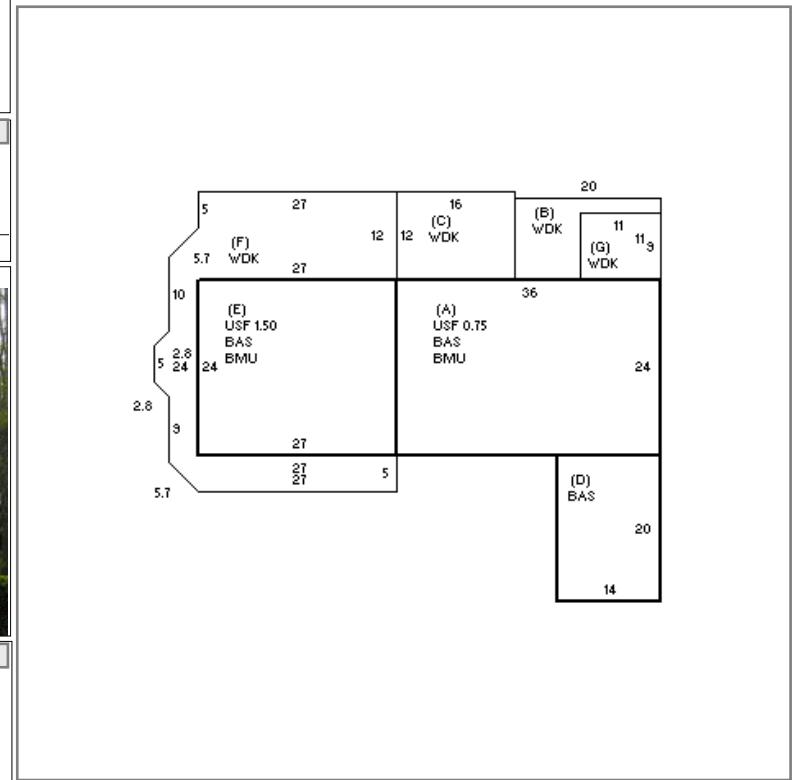 20
5
27
16
(C)
WDK
(B)
WDK
11
(F)
WDK
12
12
11
9
(G)
WDK
5.7
27
10
36
(E)
USF 1.50
BAS
BMU
(A)
USF 0.75
BAS
BMU
5
2.8
24
24
24
2.8
9
27
27
27
5
5.7
(D)
BAS
20
14